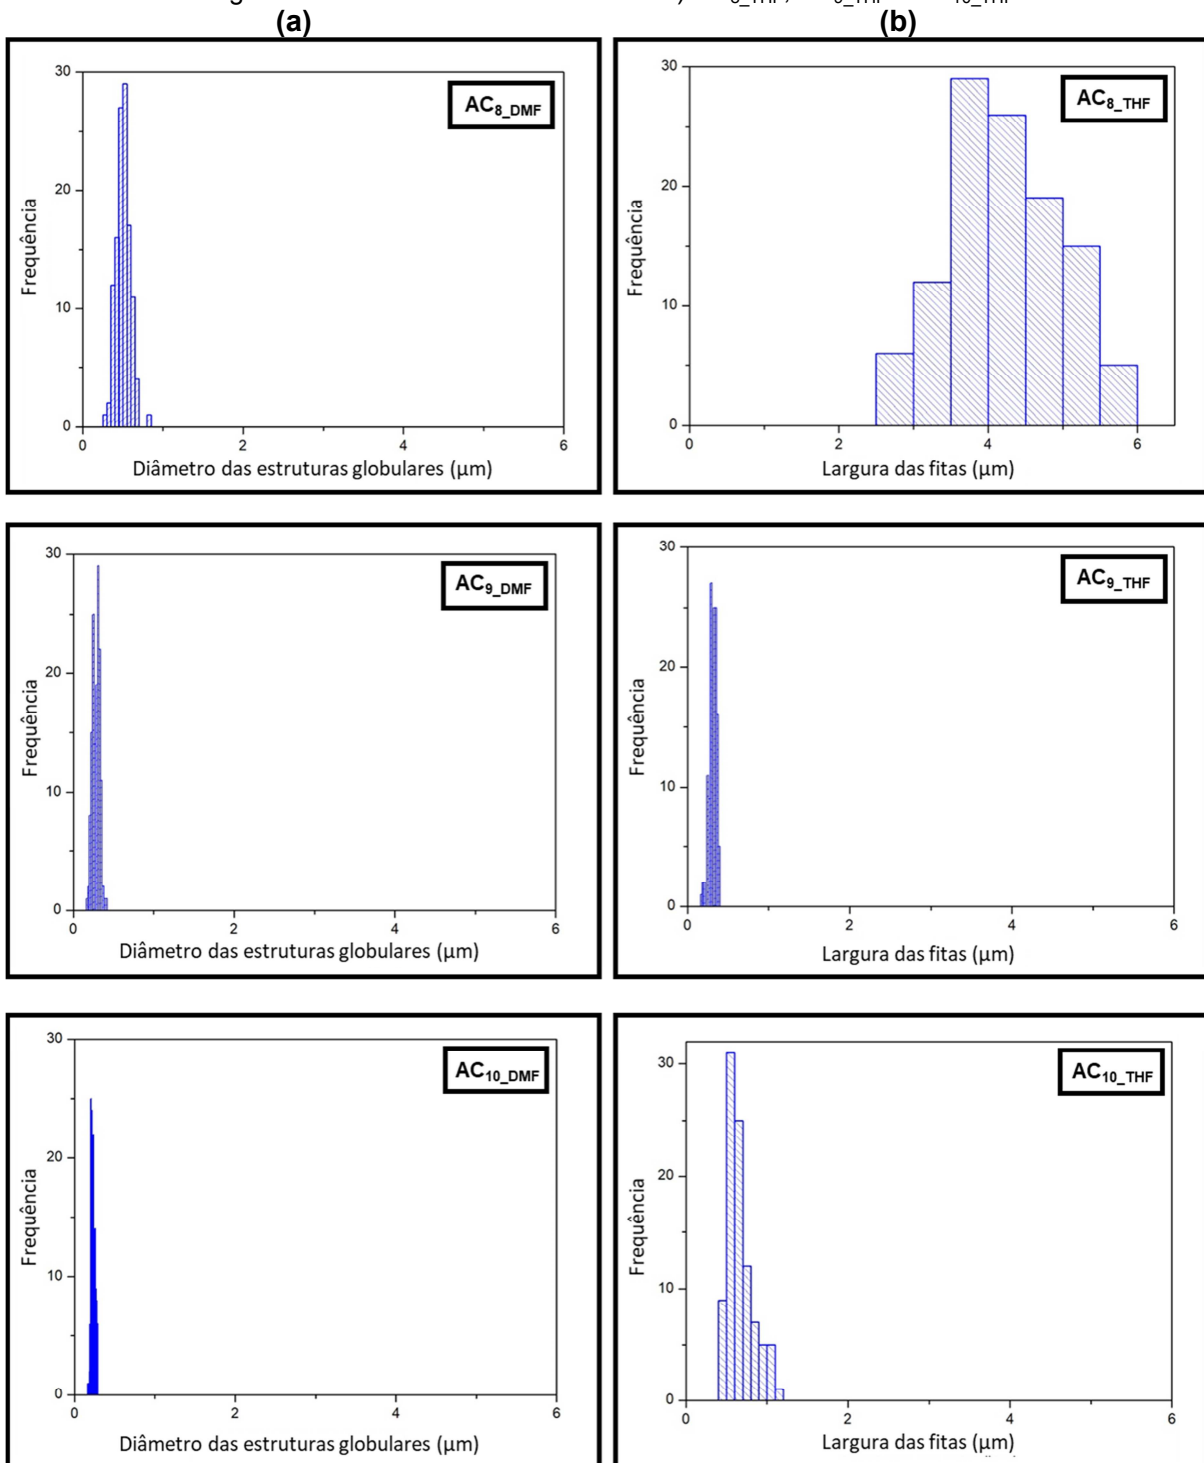 (a)
(b)
30
20
10
0
Frequência
AC8_DMF
0 2 4 6
Diâmetro das estruturas globulares (µm)
30
20
10
0
Frequência
AC8_THF
0 2 4 6
Largura das fitas (µm)
30
20
10
0
Frequência
AC9_DMF
0 2 4 6
Diâmetro das estruturas globulares (µm)
30
20
10
0
Frequência
AC9_THF
0 2 4 6
Largura das fitas (µm)
30
20
10
0
Frequência
AC10_DMF
0 2 4 6
Diâmetro das estruturas globulares (µm)
30
20
10
0
Frequência
AC10_THF
0 2 4 6
Largura das fitas (µm)